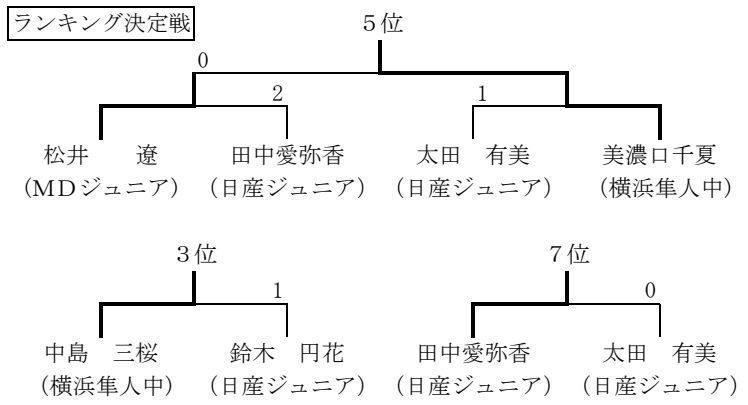 ランキング決定戦
5位
0
2 1
松井　　遼 田中愛弥香 太田　有美 美濃口千夏
(MDジュニア) (日産ジュニア) (日産ジュニア) (横浜隼人中)
3位 7位
1 0
中島　三桜 鈴木　円花 田中愛弥香 太田　有美
(横浜隼人中) (日産ジュニア) (日産ジュニア) (日産ジュニア)